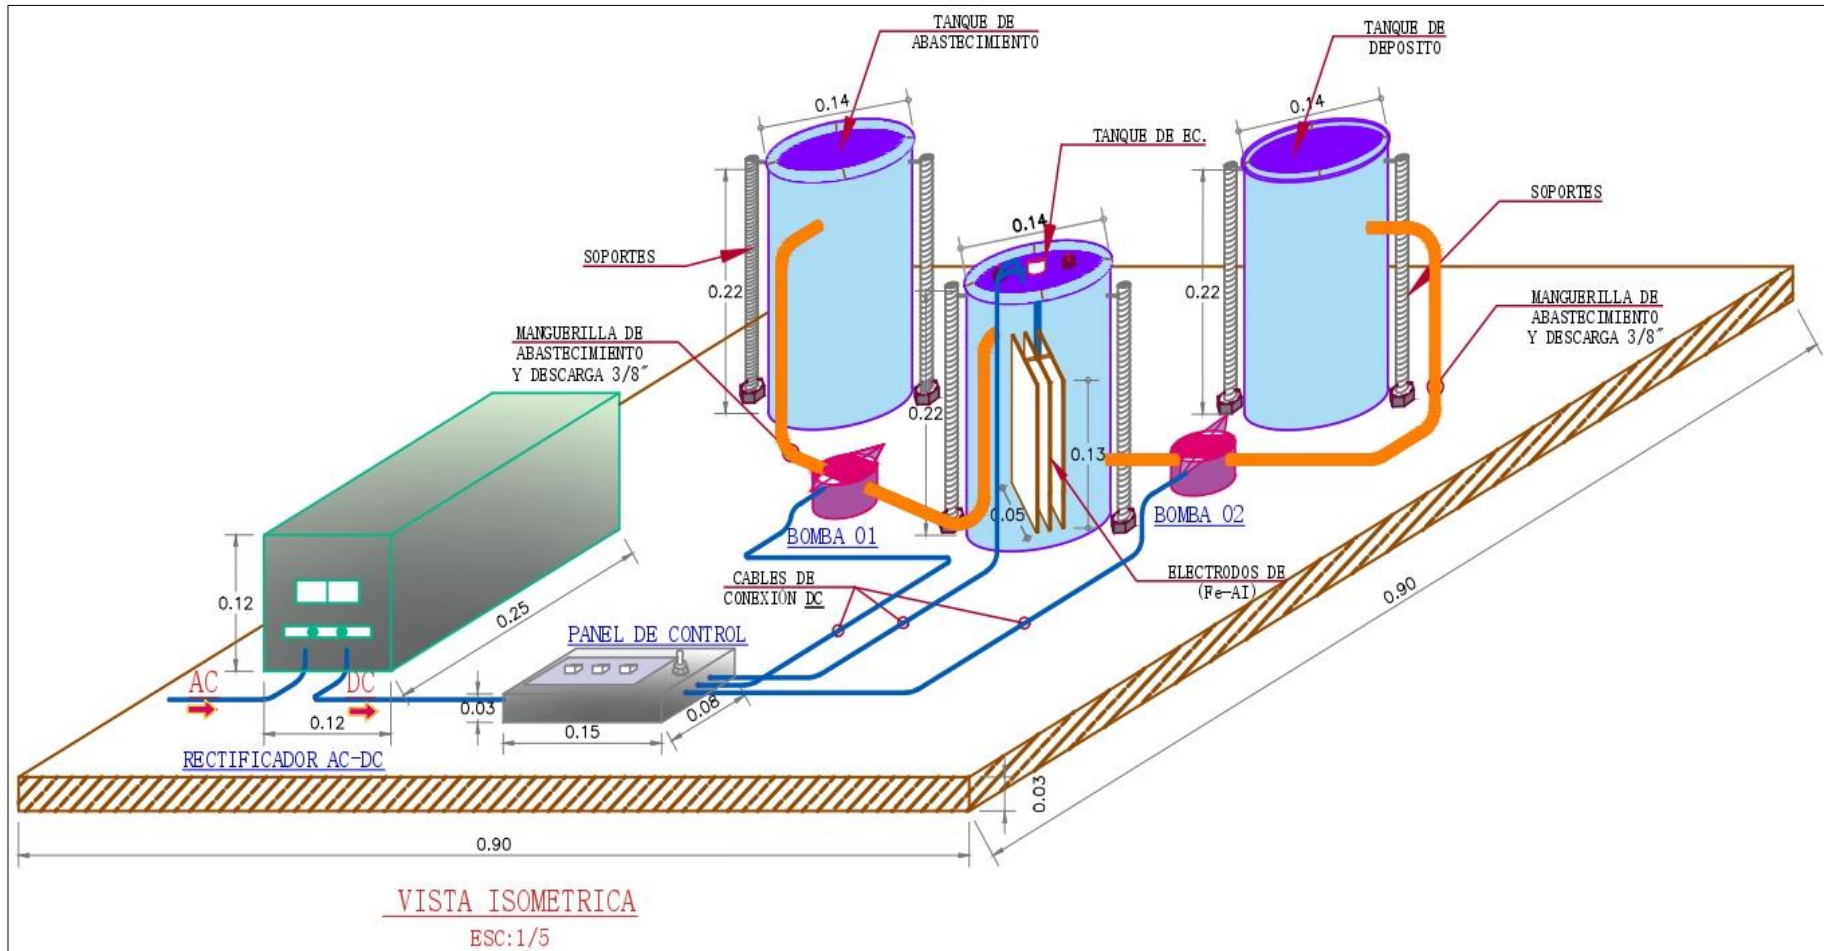 TANQUE DE
ABASTECIMIENTO
TANQUE DE
DEPOSITO
0.14
0.14
TANQUE DE EC.
SOPORTES
0.14
SOPORTES
0.22
0.22
MANGUERILLA DE
ABASTECIMIENTO
Y DESCARGA 3/8"
MANGUERILLA DE
ABASTECIMIENTO
Y DESCARGA 3/8"
0.22
0.13
0.05
BOMBA 01
BOMBA 02
ELECTRODOS DE
(Fe-Al)
CABLES DE
CONEXIÓN DC
0.12
0.25
0.90
PANEL DE CONTROL
AC
DC
0.03
0.08
0.12
0.15
RECTIFICADOR AC-DC
0.03
0.90
VISTA ISOMETRICA
ESC:1/5